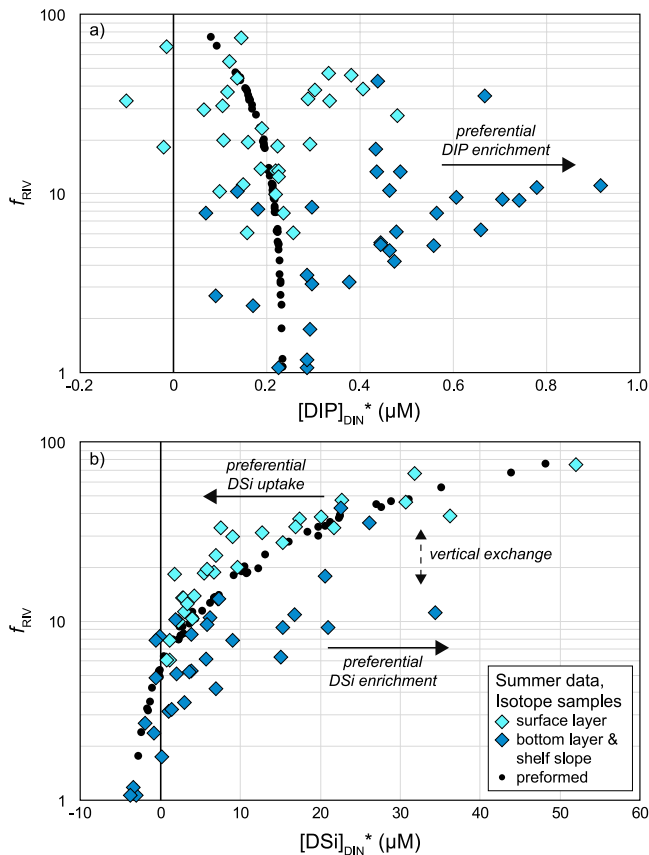 a)
100
10
1
f_RIV
preferential
DIP enrichment
-0.2 0 0.2 0.4 0.6 0.8 1.0
[DIP]_DIN* (µM)
b)
100
10
1
f_RIV
preferential
DSi uptake
vertical exchange
preferential
DSi enrichment
Summer data,
Isotope samples
surface layer
bottom layer &
shelf slope
preformed
-10 0 10 20 30 40 50 60
[DSi]_DIN* (µM)